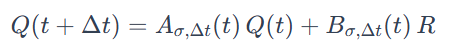 Q(t + Δt) = A_{σ,Δt}(t) Q(t) + B_{σ,Δt}(t) R